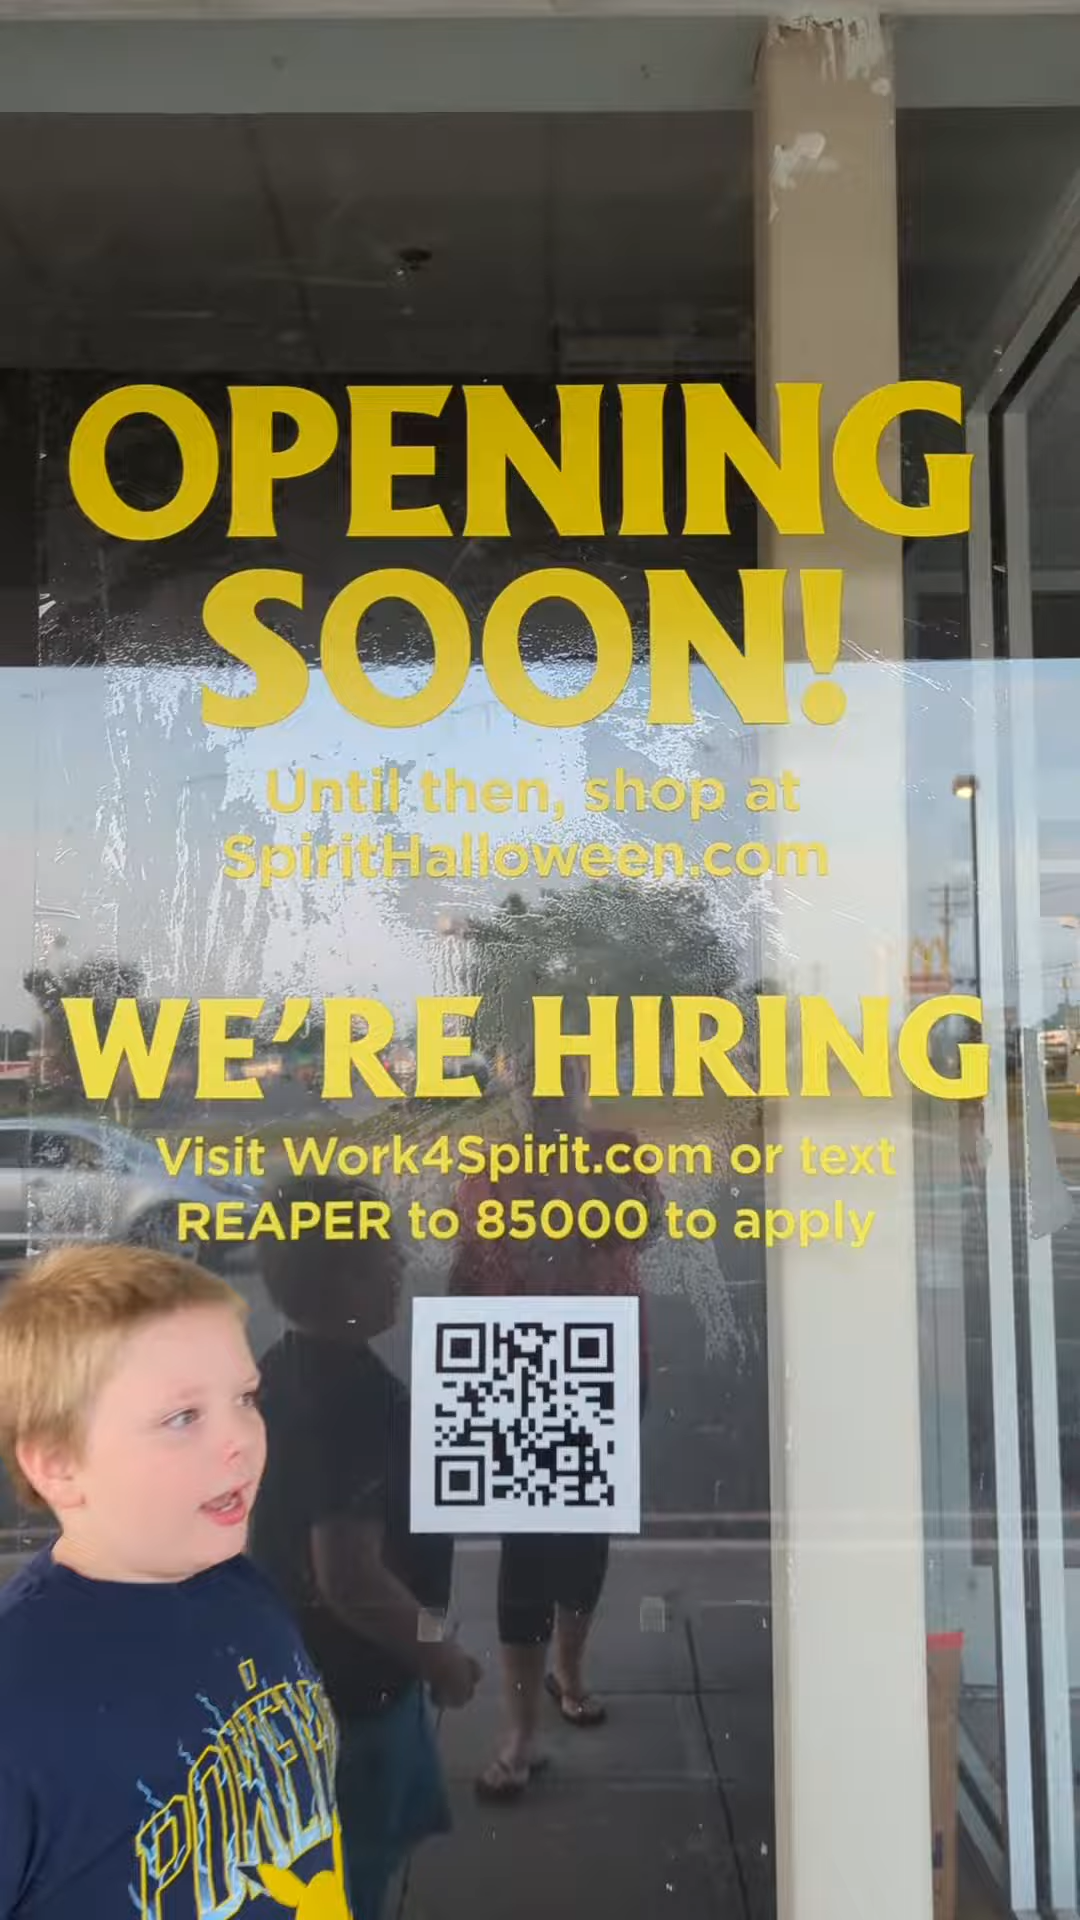 OPENING
SOON!
Until then, shop at
SpiritHalloween.com
WE'RE HIRING
Visit Work4Spirit.com or text
REAPER to 85000 to apply